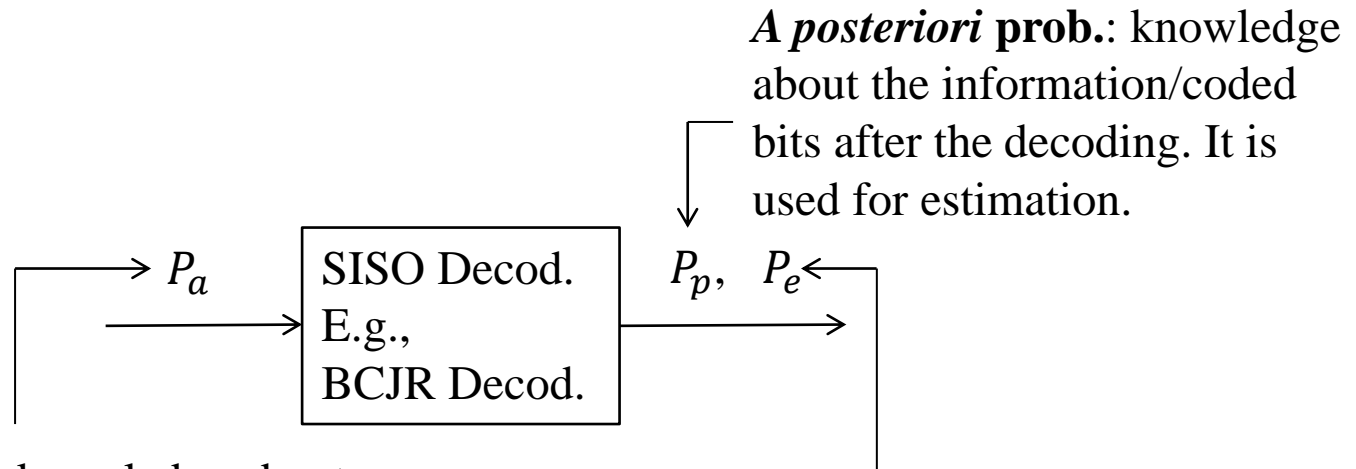 A posteriori prob.: knowledge
about the information/coded
bits after the decoding. It is
used for estimation.
P_a
SISO Decod.
E.g.,
BCJR Decod.
P_p, P_e